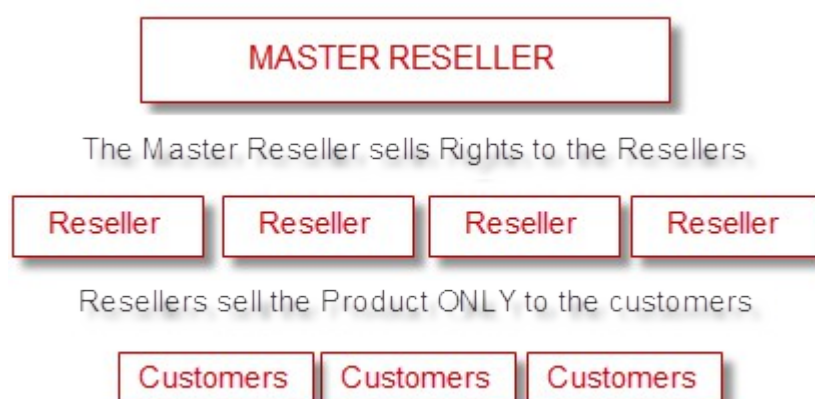 MASTER RESELLER
The Master Reseller sells Rights to the Resellers
Reseller Reseller Reseller Reseller
Resellers sell the Product ONLY to the customers
Customers Customers Customers